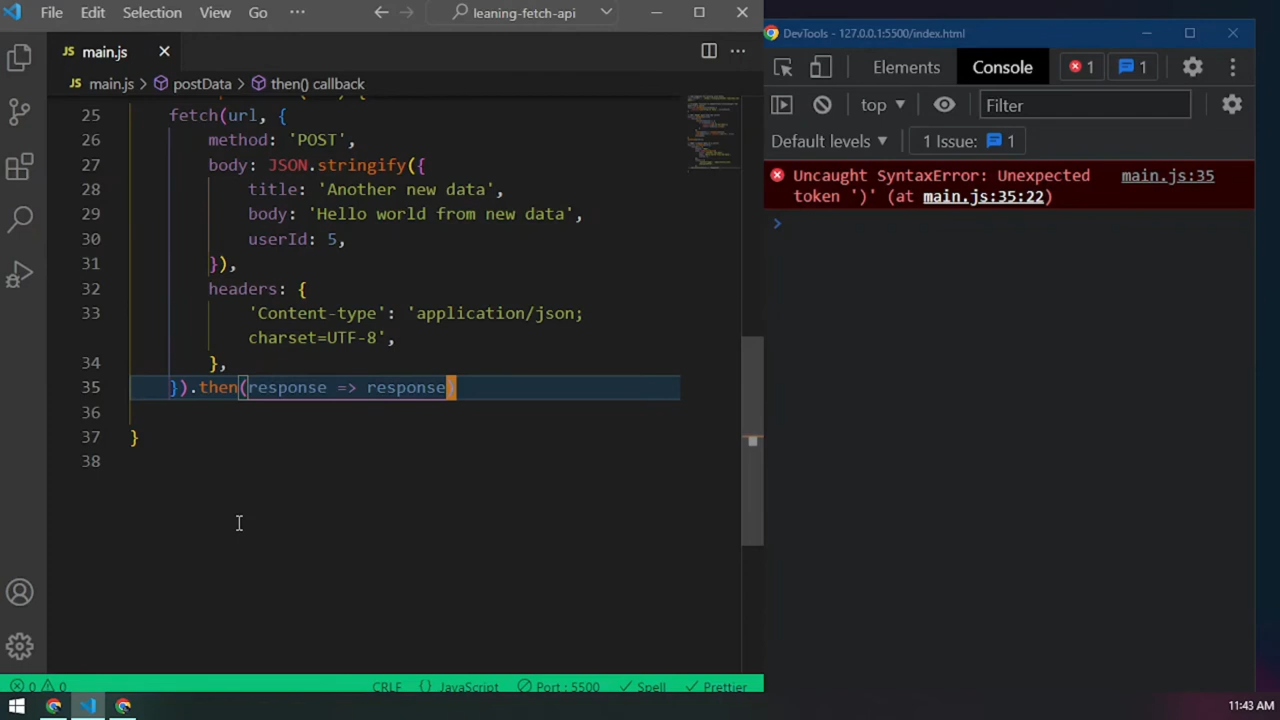 File Edit Selection View Go ··· leaning-fetch-api
main.js
main.js > postData > then() callback
25 fetch(url, {
26 method: 'POST',
27 body: JSON.stringify({
28 title: 'Another new data',
29 body: 'Hello world from new data',
30 userId: 5,
31 }),
32 headers: {
33 'Content-type': 'application/json;
charset=UTF-8',
34 },
35 }).then(response => response)
36
37 }
38
0 0 CRLF {} JavaScript Port : 5500 Spell Prettier
DevTools - 127.0.0.1:5500/index.html
Elements Console 1 1
top Filter
Default levels 1 Issue: 1
Uncaught SyntaxError: Unexpected main.js:35
token ')' (at main.js:35:22)
11:43 AM